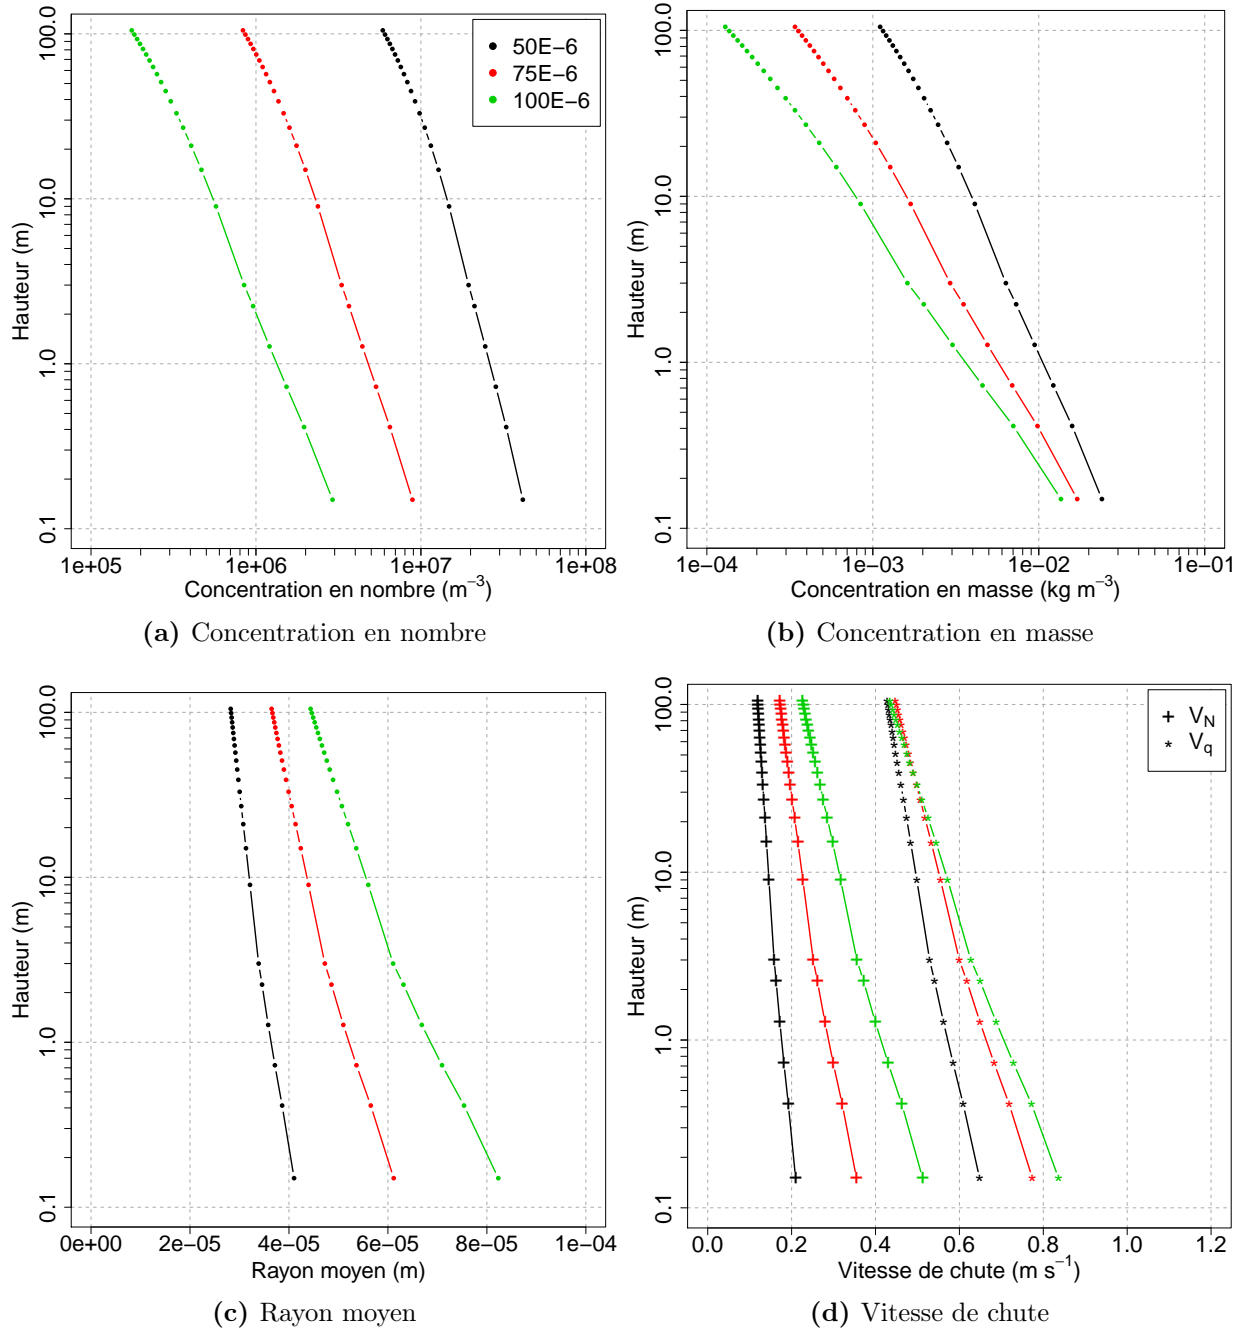 100.0
10.0
1.0
0.1
Hauteur (m)
50E−6
75E−6
100E−6
1e+05
1e+06
1e+07
1e+08
Concentration en nombre (m⁻³)
(a) Concentration en nombre
100.0
10.0
1.0
0.1
Hauteur (m)
1e−04
1e−03
1e−02
1e−01
Concentration en masse (kg m⁻³)
(b) Concentration en masse
100.0
10.0
1.0
0.1
Hauteur (m)
0e+00
2e−05
4e−05
6e−05
8e−05
1e−04
Rayon moyen (m)
(c) Rayon moyen
100.0
10.0
1.0
0.1
Hauteur (m)
V_N
V_q
0.0
0.2
0.4
0.6
0.8
1.0
1.2
Vitesse de chute (m s⁻¹)
(d) Vitesse de chute